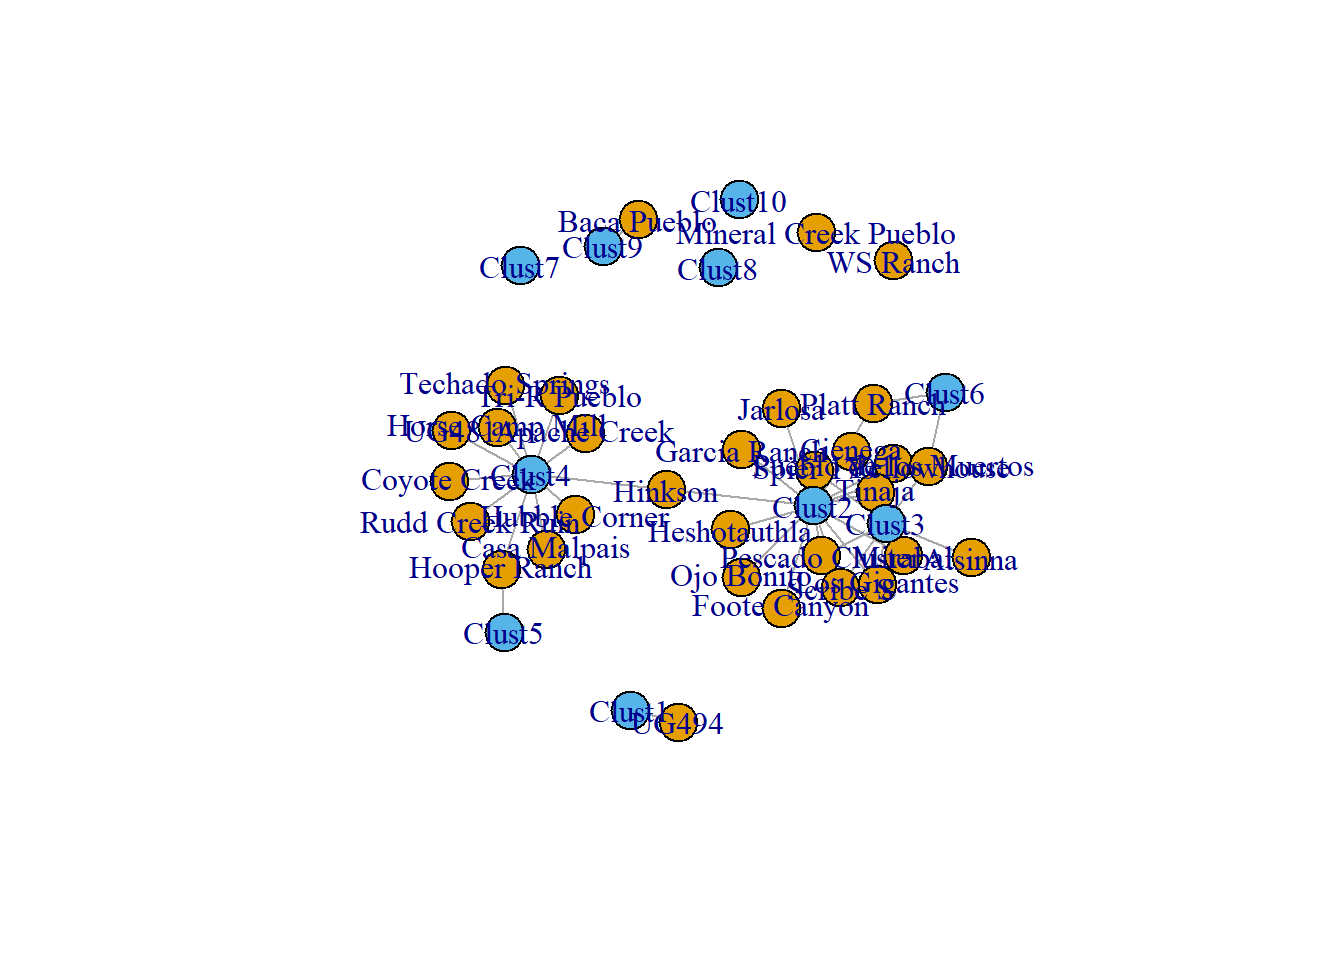 Clust10
Baca Pueblo
Mineral Creek Pueblo
Clust9
Clust7
Clust8
WS Ranch
Techado Springs
Tri-R Pueblo
Clust6
Platt Ranch
Jarlosa
Horse Camp Mill
UG481
Apache Creek
Cienega
Garcia Ranch
Pueblo de los Muertos
Yellowhouse
Clust4
Coyote Creek
Hinkson
Tinaja
Clust2
Rudd Creek Ruin
Hubble Corner
Clust3
Heshotauthla
Casa Malpais
Pescado Cluster
Mirabal
Atsinna
Hooper Ranch
Ojo Bonito
Los Gigantes
Scribe S
Foote Canyon
Clust5
Clust1
UG494